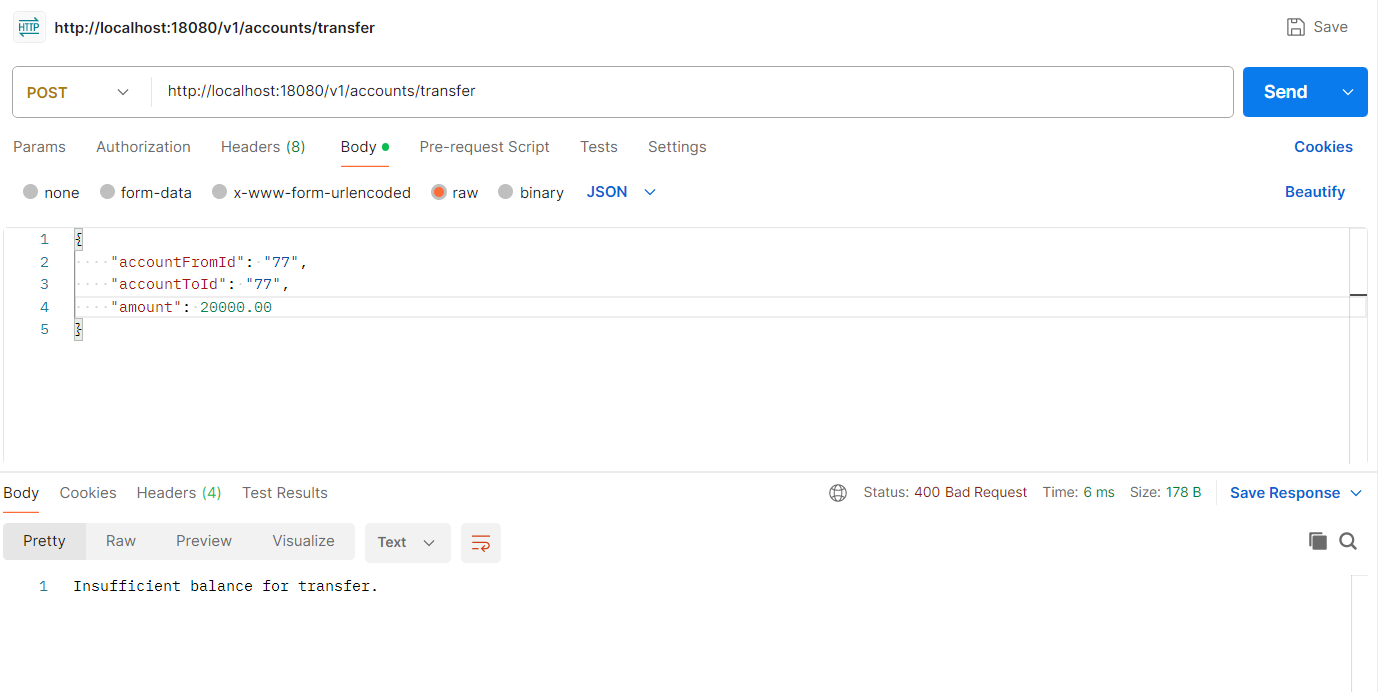 HTTP http://localhost:18080/v1/accounts/transfer Save
POST http://localhost:18080/v1/accounts/transfer Send
Params Authorization Headers (8) Body Pre-request Script Tests Settings Cookies
none form-data x-www-form-urlencoded raw binary JSON Beautify
1 {
2 "accountFromId": "77",
3 "accountToId": "77",
4 "amount": 20000.00
5 }
Body Cookies Headers (4) Test Results Status: 400 Bad Request Time: 6 ms Size: 178 B Save Response
Pretty Raw Preview Visualize Text
1 Insufficient balance for transfer.